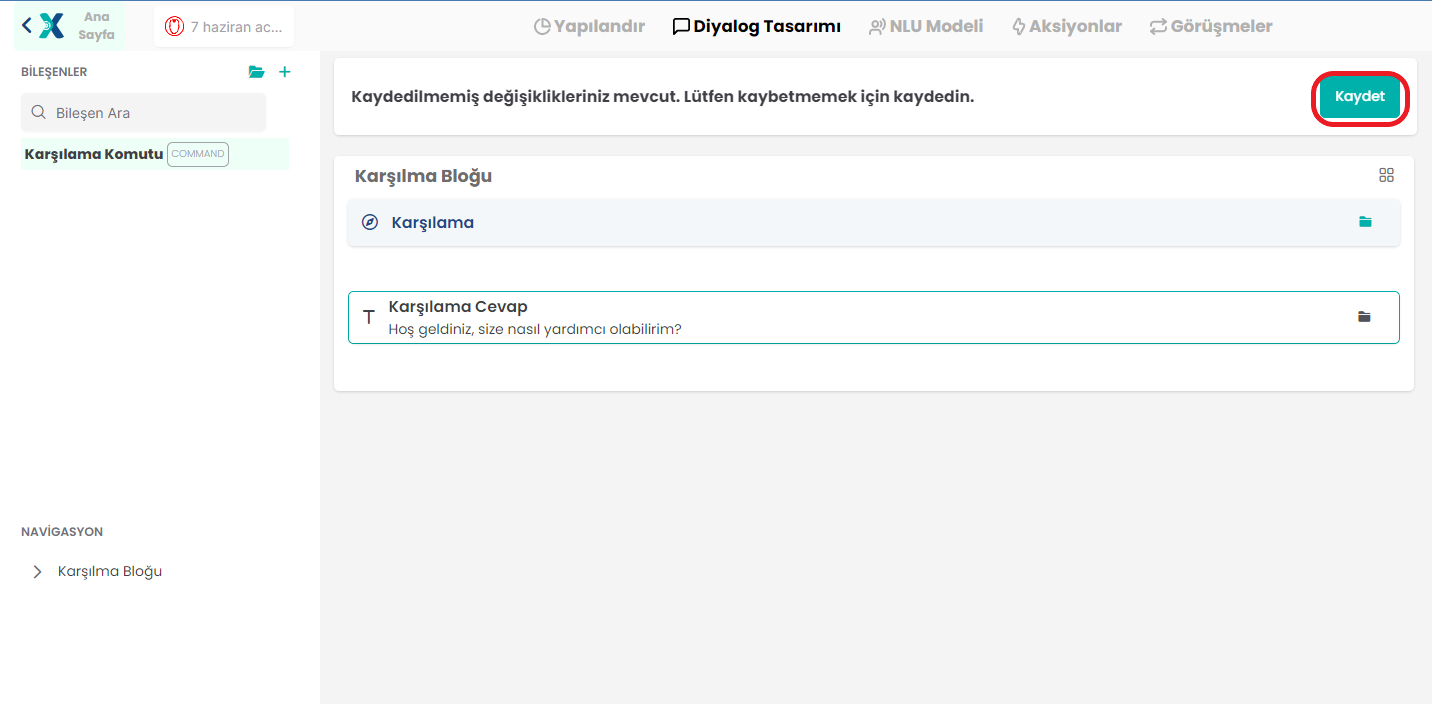 Ana
Sayfa
7 haziran ac...
Yapılandır
Diyalog Tasarımı
NLU Modeli
Aksiyonlar
Görüşmeler
BİLEŞENLER
Bileşen Ara
Karşılama Komutu COMMAND
Kaydedilmemiş değişiklikleriniz mevcut. Lütfen kaybetmemek için kaydedin.
Kaydet
Karşılma Bloğu
Karşılama
Karşılama Cevap
Hoş geldiniz, size nasıl yardımcı olabilirim?
NAVİGASYON
Karşılma Bloğu